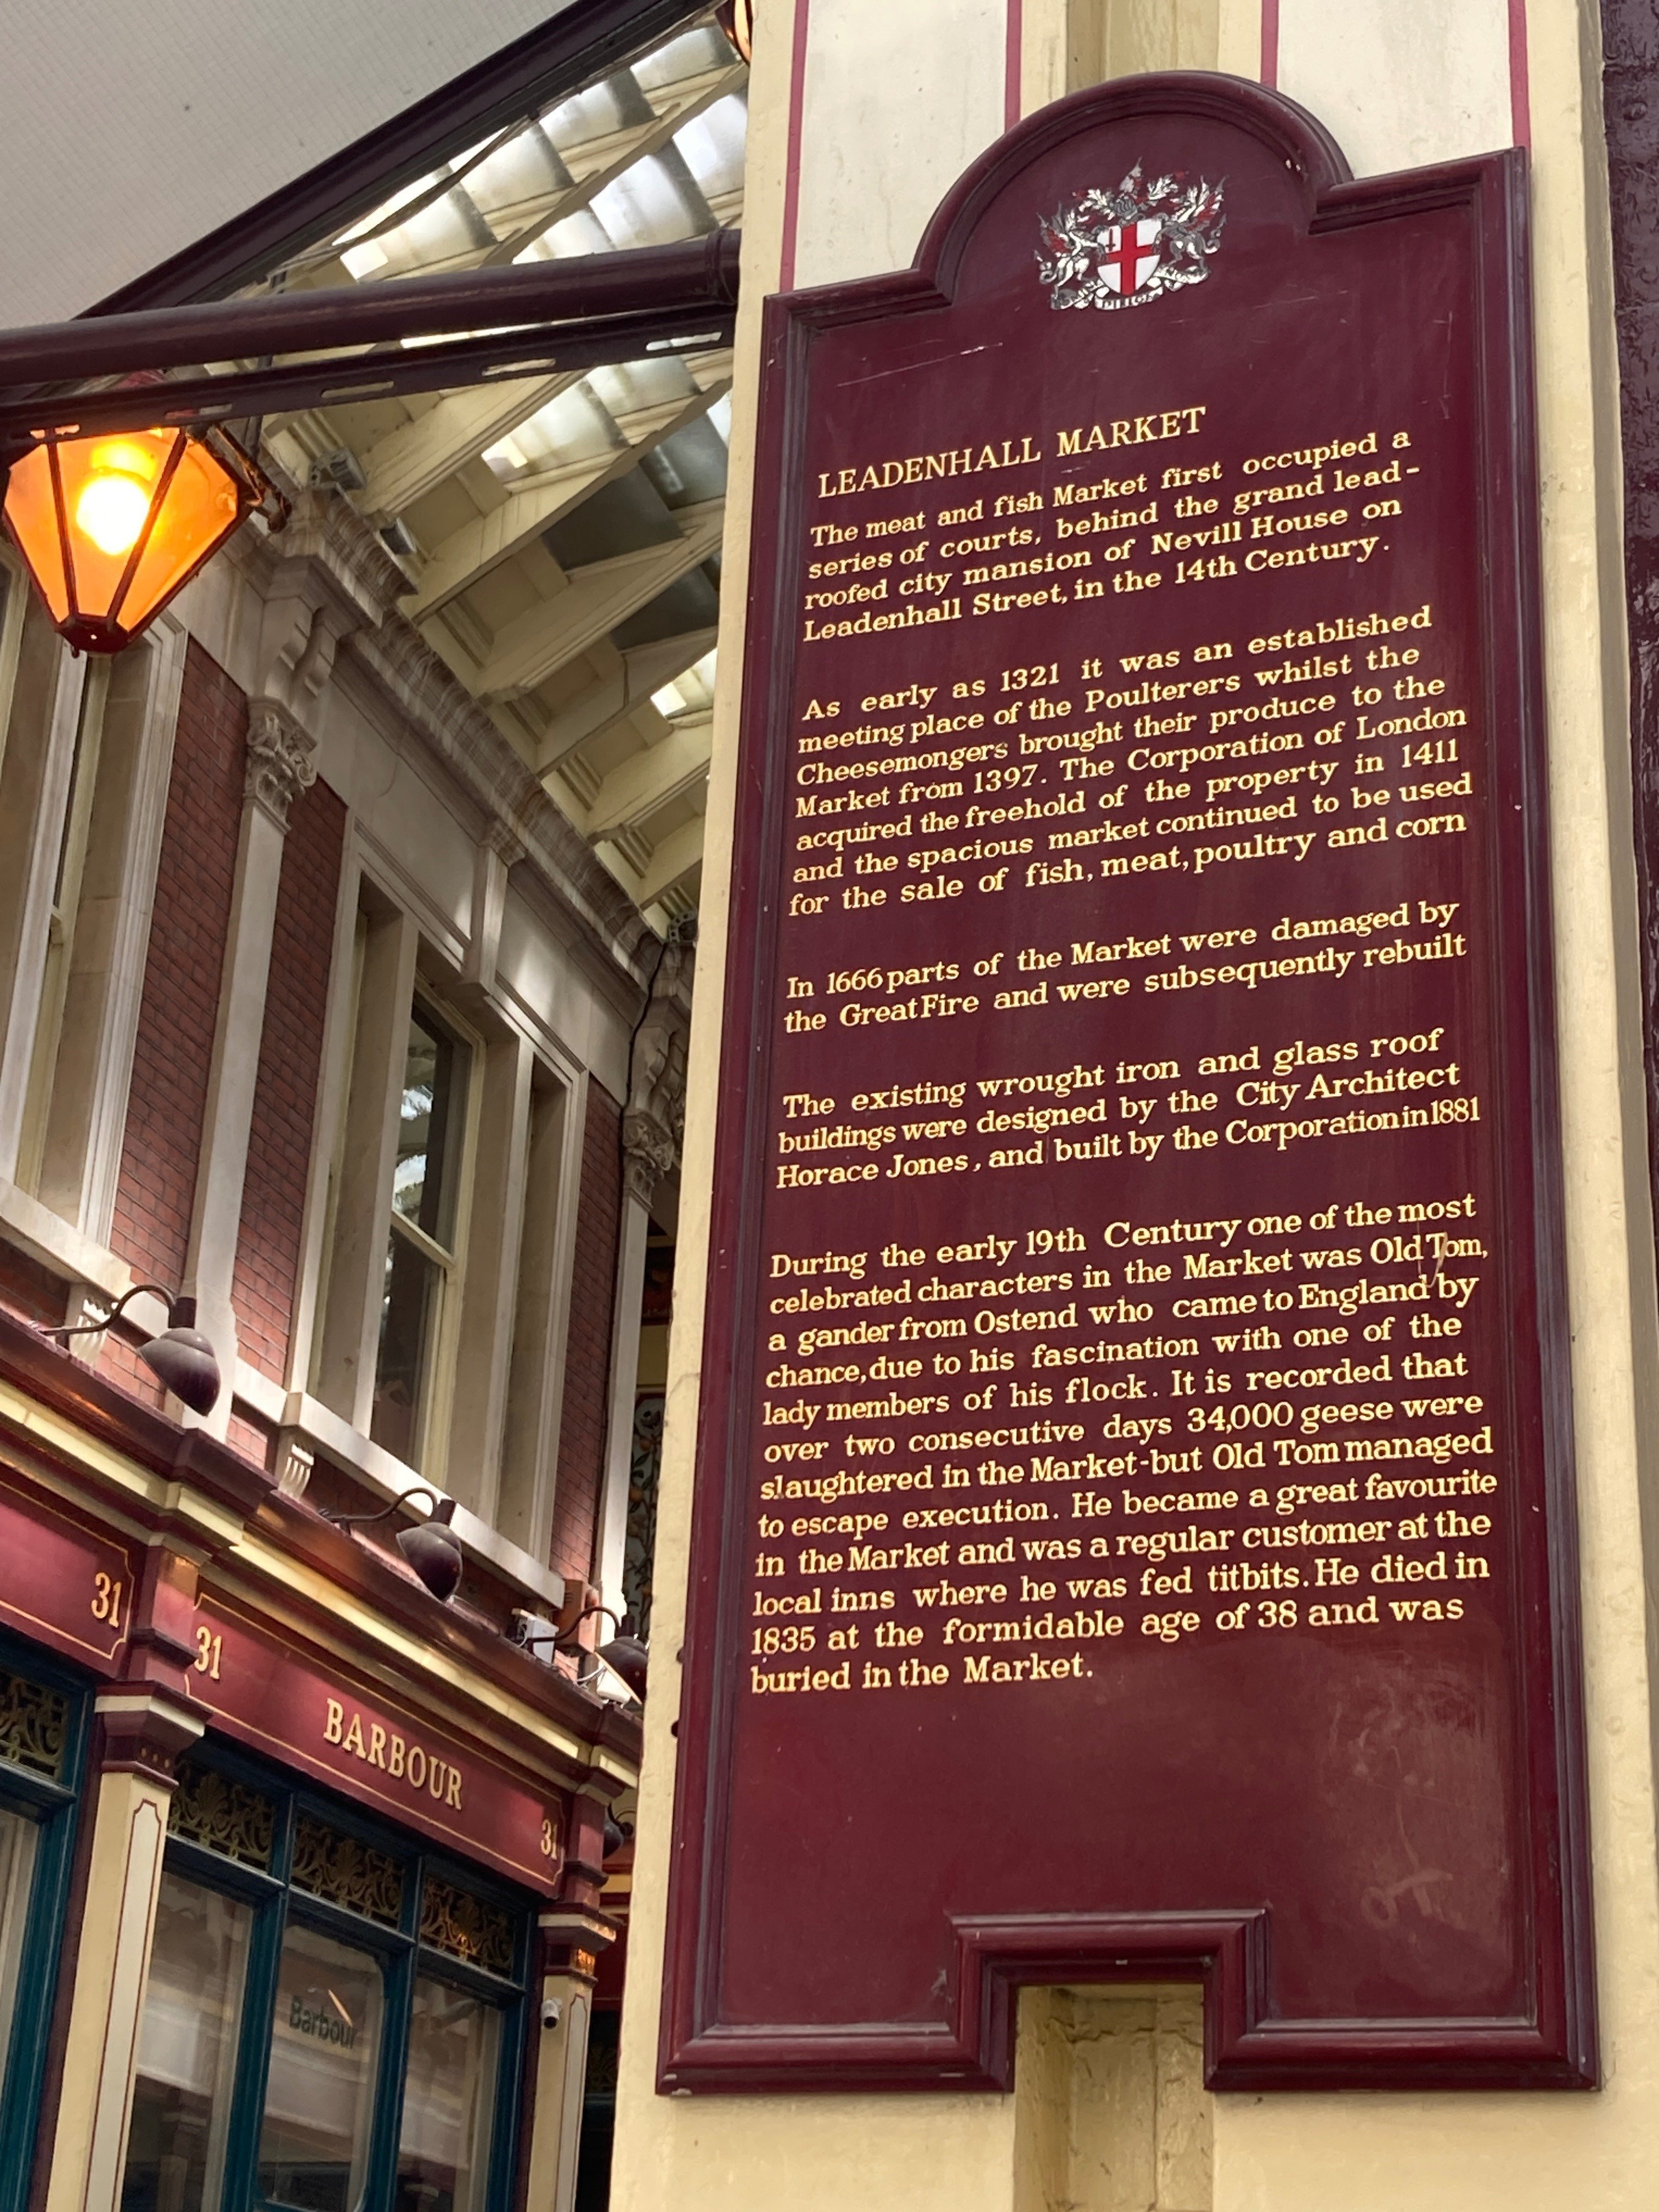 LEADENHALL MARKET
The meat and fish Market first occupied a
series of courts, behind the grand lead-
roofed city mansion of Nevill House on
Leadenhall Street, in the 14th Century.
As early as 1321 it was an established
meeting place of the Poulterers whilst the
Cheesemongers brought their produce to the
Market from 1397. The Corporation of London
acquired the freehold of the property in 1411
and the spacious market continued to be used
for the sale of fish, meat, poultry and corn
In 1666 parts of the Market were damaged by
the Great Fire and were subsequently rebuilt
The existing wrought iron and glass roof
buildings were designed by the City Architect
Horace Jones, and built by the Corporation in 1881
During the early 19th Century one of the most
celebrated characters in the Market was Old Tom,
a gander from Ostend who came to England by
chance, due to his fascination with one of the
lady members of his flock. It is recorded that
over two consecutive days 34,000 geese were
slaughtered in the Market-but Old Tom managed
to escape execution. He became a great favourite
in the Market and was a regular customer at the
local inns where he was fed titbits. He died in
1835 at the formidable age of 38 and was
buried in the Market.
31
31
BARBOUR
31
Barbour